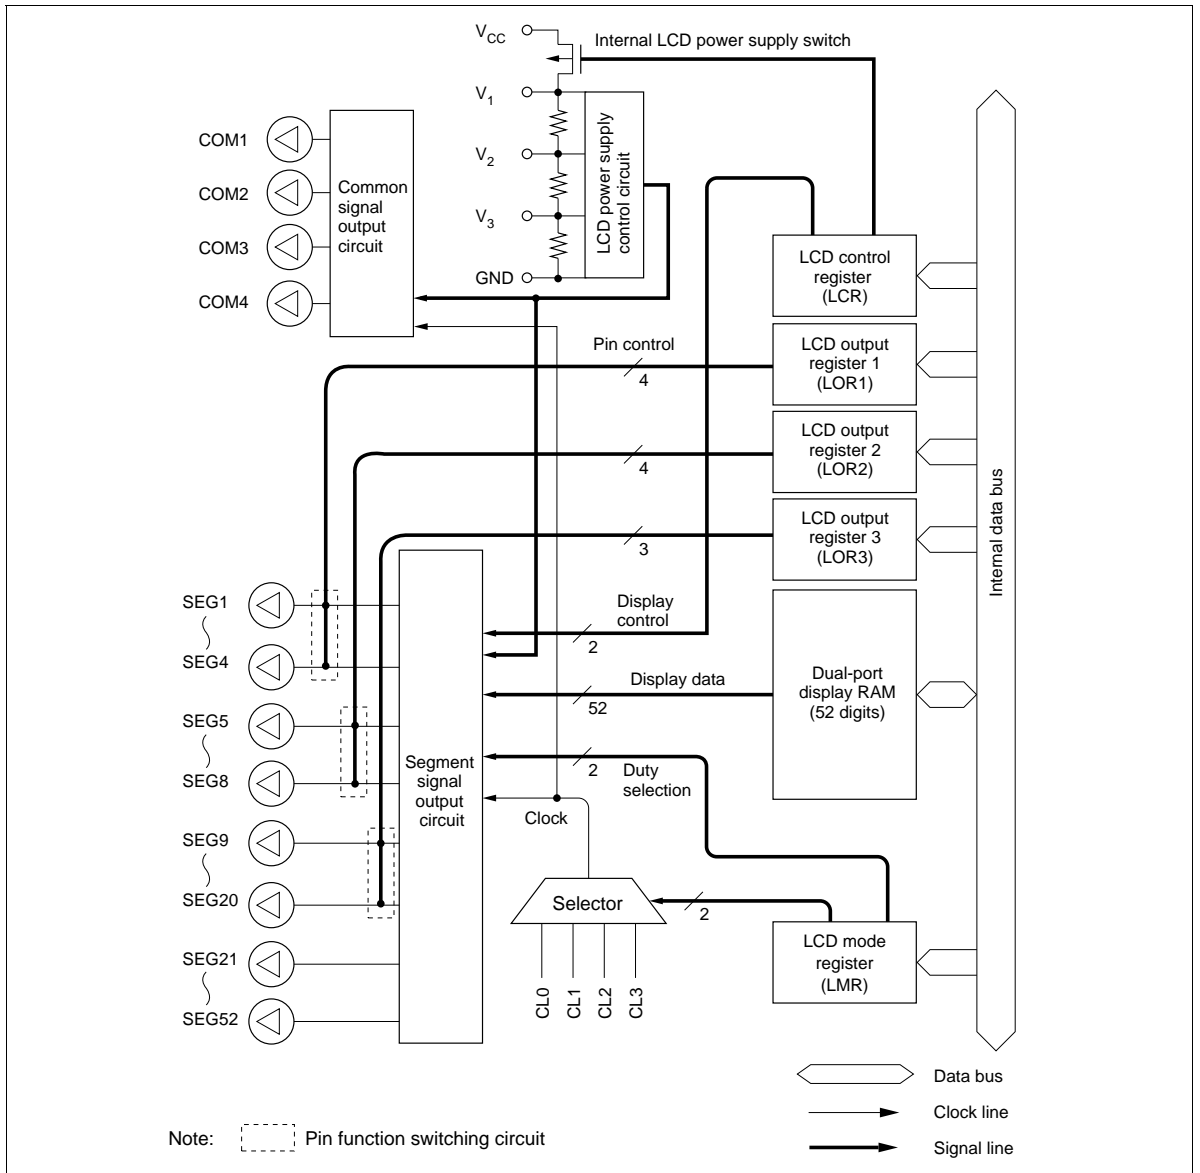 VCC
Internal LCD power supply switch
V1
V2
V3
GND
LCD power supply
control circuit
COM1
COM2
COM3
COM4
Common
signal
output
circuit
LCD control
register
(LCR)
Pin control
4
LCD output
register 1
(LOR1)
4
LCD output
register 2
(LOR2)
3
LCD output
register 3
(LOR3)
Internal data bus
SEG1
SEG4
SEG5
SEG8
SEG9
SEG20
SEG21
SEG52
Segment
signal
output
circuit
Display
control
2
Display data
52
Dual-port
display RAM
(52 digits)
2
Duty
selection
Clock
Selector
2
CL0
CL1
CL2
CL3
LCD mode
register
(LMR)
Data bus
Clock line
Signal line
Note:
Pin function switching circuit